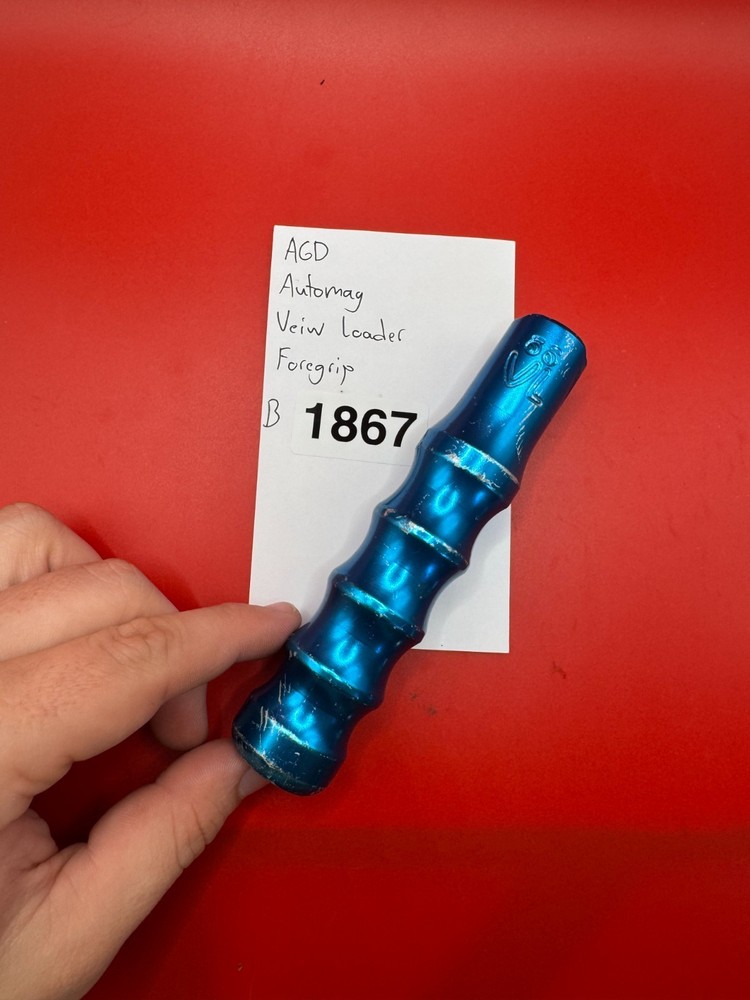 AGD
Automag
Veiw Loader
Foregrip
B 1867